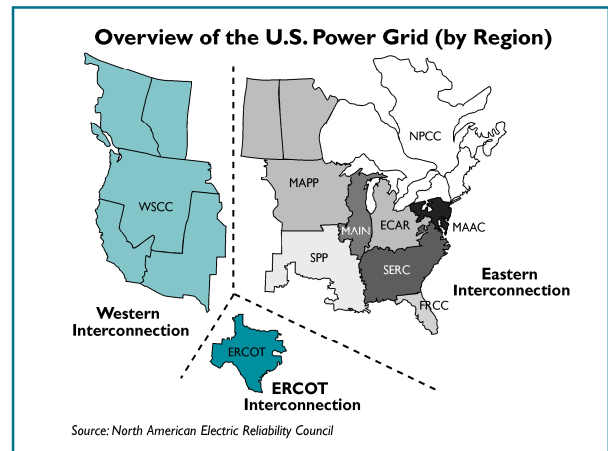 Overview of the U.S. Power Grid (by Region)
NPCC
MAPP
WSCC
MAIN
ECAR
MAAC
SPP
SERC
Eastern
Interconnection
FRCC
Western
Interconnection
ERCOT
ERCOT
Interconnection
Source: North American Electric Reliability Council